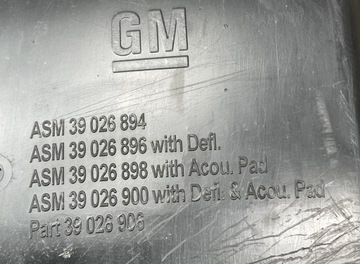 GM
ASM 39 026 894
ASM 39 026 896 with Defl.
ASM 39 026 898 with Acou. Pad
ASM 39 026 900 with Defl. & Acou. Pad
Part 39 026 906